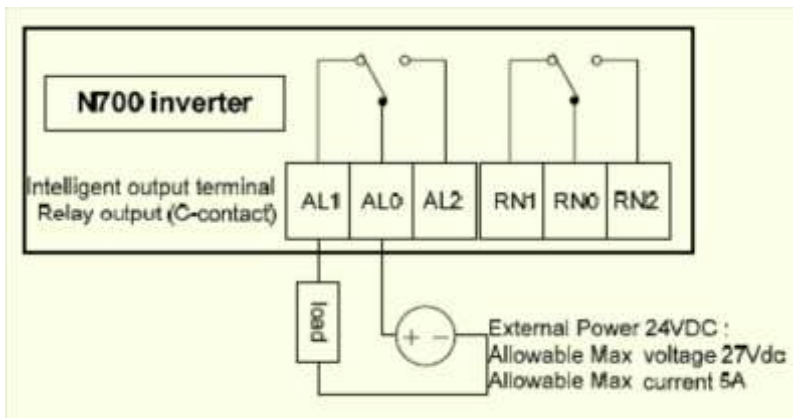 N700 inverter
Intelligent output terminal
Relay output (C-contact)
AL1 AL0 AL2 RN1 RN0 RN2
load
+ −
External Power 24VDC :
Allowable Max voltage 27Vdc
Allowable Max current 5A